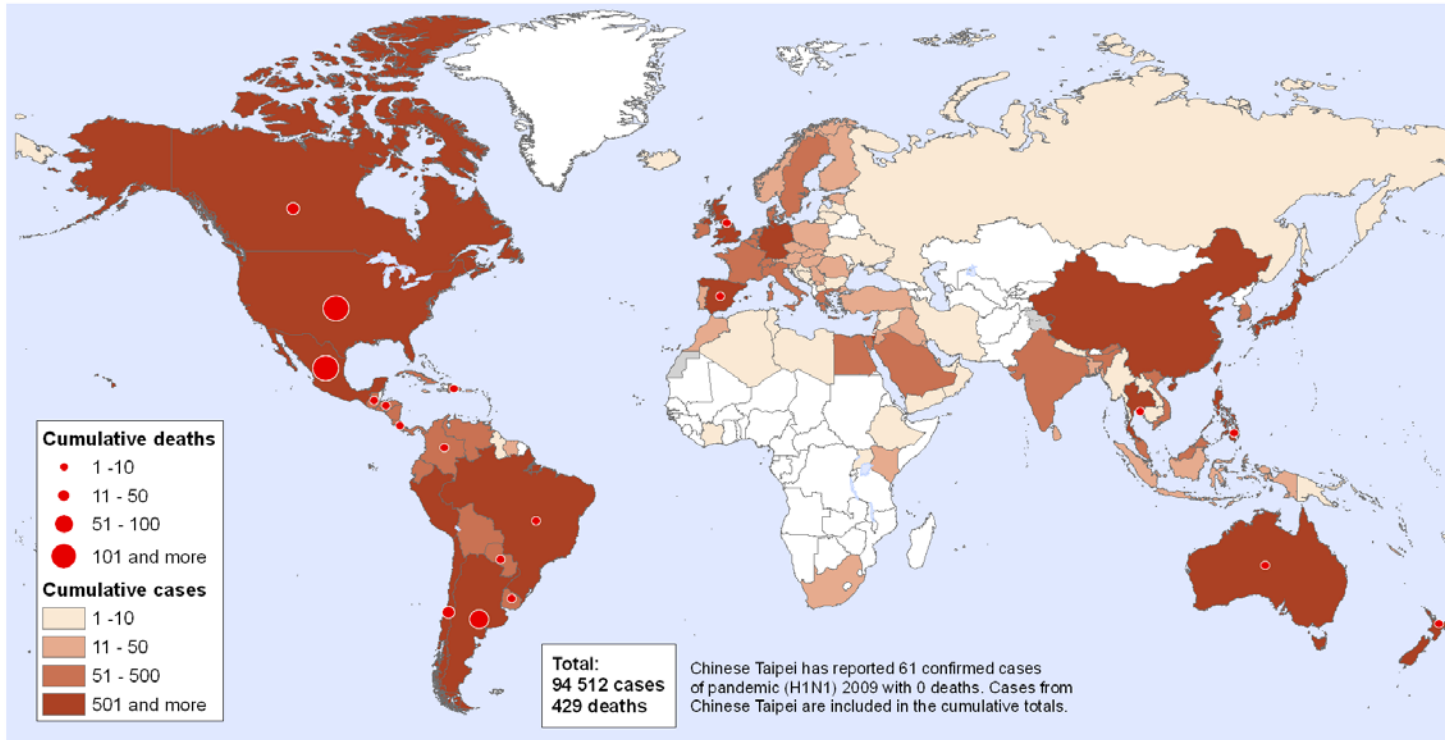 Cumulative deaths
1 -10
11 - 50
51 - 100
101 and more
Cumulative cases
1 -10
11 - 50
51 - 500
501 and more
Total:
94 512 cases
429 deaths
Chinese Taipei has reported 61 confirmed cases
of pandemic (H1N1) 2009 with 0 deaths. Cases from
Chinese Taipei are included in the cumulative totals.